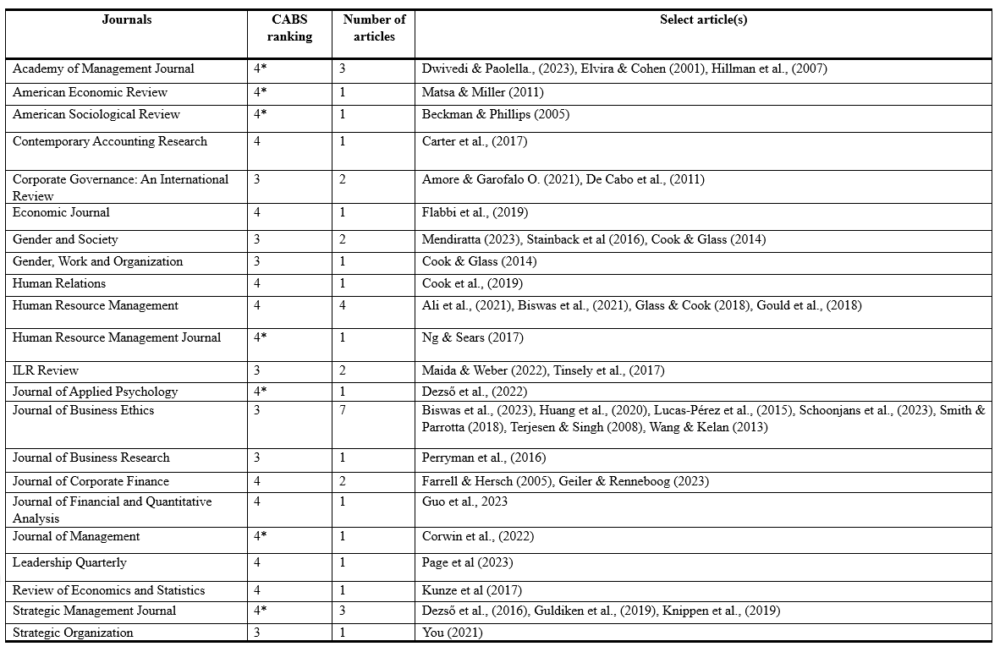 Journals CABS ranking Number of articles Select article(s)
Academy of Management Journal 4* 3 Dwivedi & Paolella., (2023), Elvira & Cohen (2001), Hillman et al., (2007)
American Economic Review 4* 1 Matsa & Miller (2011)
American Sociological Review 4* 1 Beckman & Phillips (2005)
Contemporary Accounting Research 4 1 Carter et al., (2017)
Corporate Governance: An International 3 2 Amore & Garofalo O. (2021), De Cabo et al., (2011)
Review
Economic Journal 4 1 Flabbi et al., (2019)
Gender and Society 3 2 Mendiratta (2023), Stainback et al (2016), Cook & Glass (2014)
Gender, Work and Organization 3 1 Cook & Glass (2014)
Human Relations 4 1 Cook et al., (2019)
Human Resource Management 4 4 Ali et al., (2021), Biswas et al., (2021), Glass & Cook (2018), Gould et al., (2018)
Human Resource Management Journal 4* 1 Ng & Sears (2017)
ILR Review 3 2 Maida & Weber (2022), Tinsely et al., (2017)
Journal of Applied Psychology 4* 1 Dezső et al., (2022)
Journal of Business Ethics 3 7 Biswas et al., (2023), Huang et al., (2020), Lucas-Pérez et al., (2015), Schoonjans et al., (2023), Smith &
Parrotta (2018), Terjesen & Singh (2008), Wang & Kelan (2013)
Journal of Business Research 3 1 Perryman et al., (2016)
Journal of Corporate Finance 4 2 Farrell & Hersch (2005), Geiler & Renneboog (2023)
Journal of Financial and Quantitative 4 1 Guo et al., 2023
Analysis
Journal of Management 4* 1 Corwin et al., (2022)
Leadership Quarterly 4 1 Page et al (2023)
Review of Economics and Statistics 4 1 Kunze et al (2017)
Strategic Management Journal 4* 3 Dezső et al., (2016), Guldiken et al., (2019), Knippen et al., (2019)
Strategic Organization 3 1 You (2021)